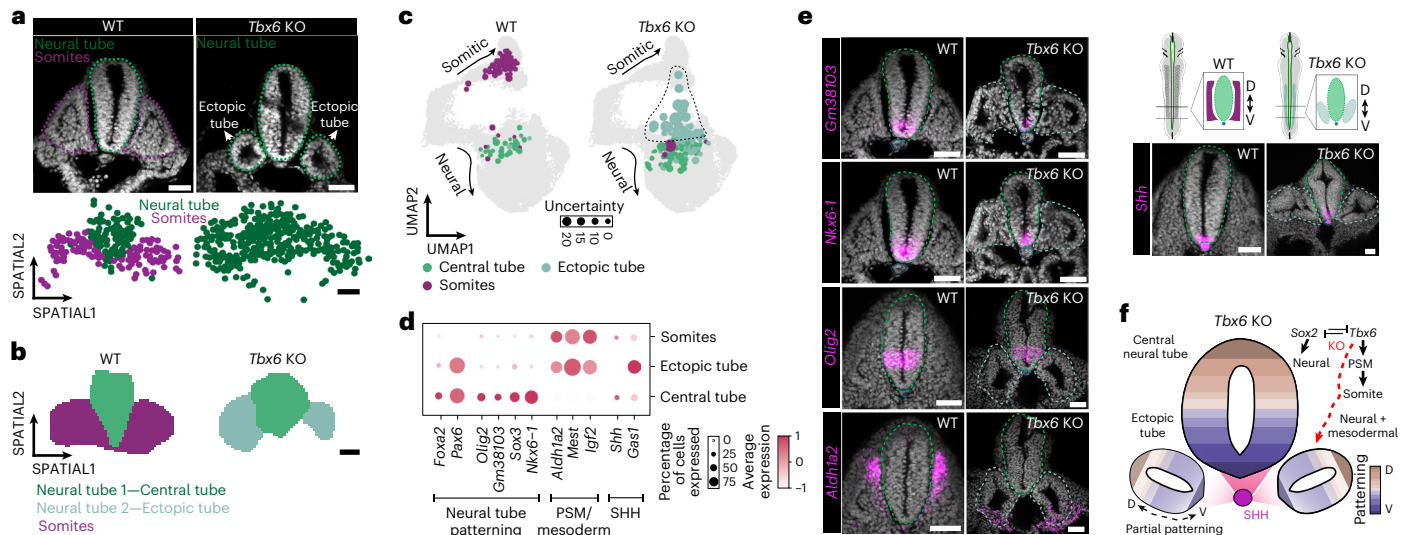 a
WT
Tbx6 KO
Neural tube
Somites
Neural tube
Ectopic
tube
Ectopic
tube
Neural tube
Somites
SPATIAL2
SPATIAL1
b
WT
Tbx6 KO
SPATIAL2
SPATIAL1
Neural tube 1—Central tube
Neural tube 2—Ectopic tube
Somites
c
WT
Tbx6 KO
Somitic
Somitic
Neural
Neural
UMAP2
UMAP1
Uncertainty
20
15
10
0
Central tube
Ectopic tube
Somites
d
Somites
Ectopic tube
Central tube
Foxa2
Pax6
Olig2
Gm38103
Sox3
Nkx6-1
Aldh1a2
Mest
Igf2
Shh
Gas1
Neural tube
patterning
PSM/
mesoderm
SHH
Percentage
of cells
expressed
0
25
50
75
Average
expression
1
0
−1
e
Gm38103
WT
Tbx6 KO
Nkx6-1
WT
Tbx6 KO
Olig2
WT
Tbx6 KO
Aldh1a2
WT
Tbx6 KO
WT
D
V
Tbx6 KO
D
V
Shh
WT
Tbx6 KO
f
Tbx6 KO
Central
neural tube
Sox2
Tbx6
KO
Neural
PSM
Somite
Neural +
mesodermal
Ectopic
tube
D
V
Partial patterning
SHH
Patterning
D
V